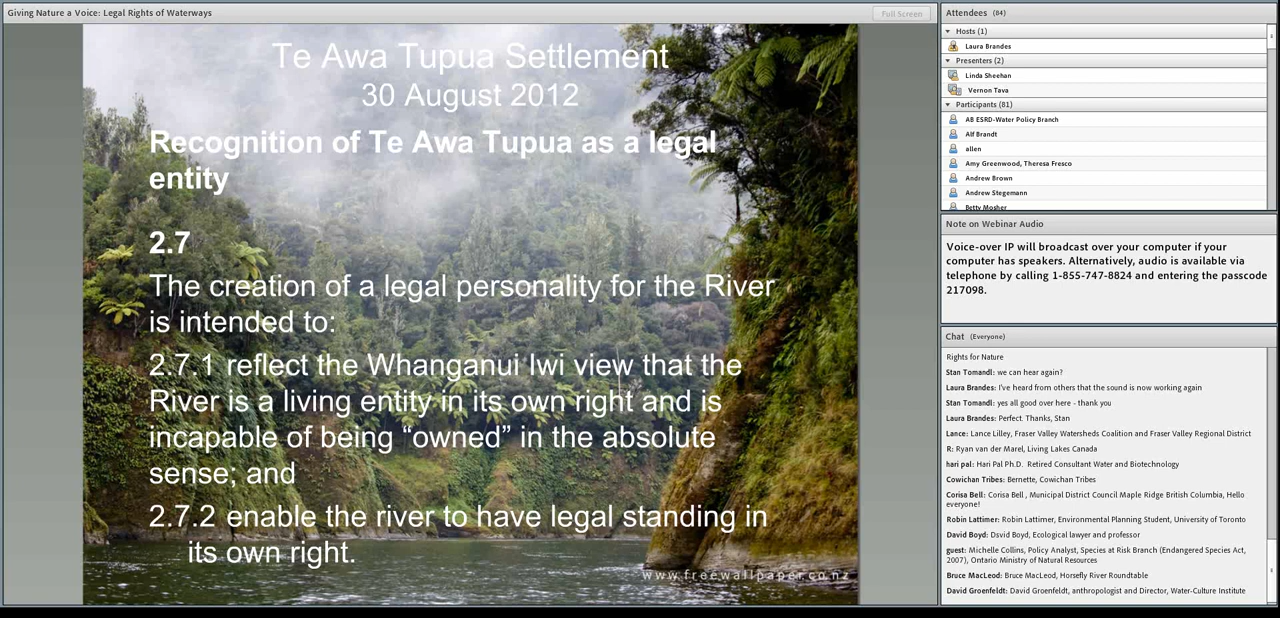 Giving Nature a Voice: Legal Rights of Waterways
Full Screen
Te Awa Tupua Settlement
30 August 2012
Recognition of Te Awa Tupua as a legal
entity
2.7
The creation of a legal personality for the River
is intended to:
2.7.1 reflect the Whanganui Iwi view that the
River is a living entity in its own right and is
incapable of being “owned” in the absolute
sense; and
2.7.2 enable the river to have legal standing in
its own right.
www.freewallpaper.co.nz
Attendees (84)
Hosts (1)
Laura Brandes
Presenters (2)
Linda Sheehan
Vernon Tava
Participants (81)
AB ESRD-Water Policy Branch
Alf Brandt
allen
Amy Greenwood, Theresa Fresco
Andrew Brown
Andrew Stegemann
Betty Mosher
Note on Webinar Audio
Voice-over IP will broadcast over your computer if your
computer has speakers. Alternatively, audio is available via
telephone by calling 1-855-747-8824 and entering the passcode
217098.
Chat (Everyone)
Rights for Nature
Stan Tomandl: we can hear again?
Laura Brandes: I've heard from others that the sound is now working again
Stan Tomandl: yes all good over here - thank you
Laura Brandes: Perfect. Thanks, Stan
Lance: Lance Lilley, Fraser Valley Watersheds Coalition and Fraser Valley Regional District
R: Ryan van der Marel, Living Lakes Canada
hari pal: Hari Pal Ph.D. Retired Consultant Water and Biotechnology
Cowichan Tribes: Bernette, Cowichan Tribes
Corisa Bell: Corisa Bell , Municipal District Council Maple Ridge British Columbia, Hello
everyone!
Robin Lattimer: Robin Lattimer, Environmental Planning Student, University of Toronto
David Boyd: Dsvid Boyd, Ecological lawyer and professor
guest: Michelle Collins, Policy Analyst, Species at Risk Branch (Endangered Species Act,
2007), Ontario Ministry of Natural Resources
Bruce MacLeod: Bruce MacLeod, Horsefly River Roundtable
David Groenfeldt: David Groenfeldt, anthropologist and Director, Water-Culture Institute